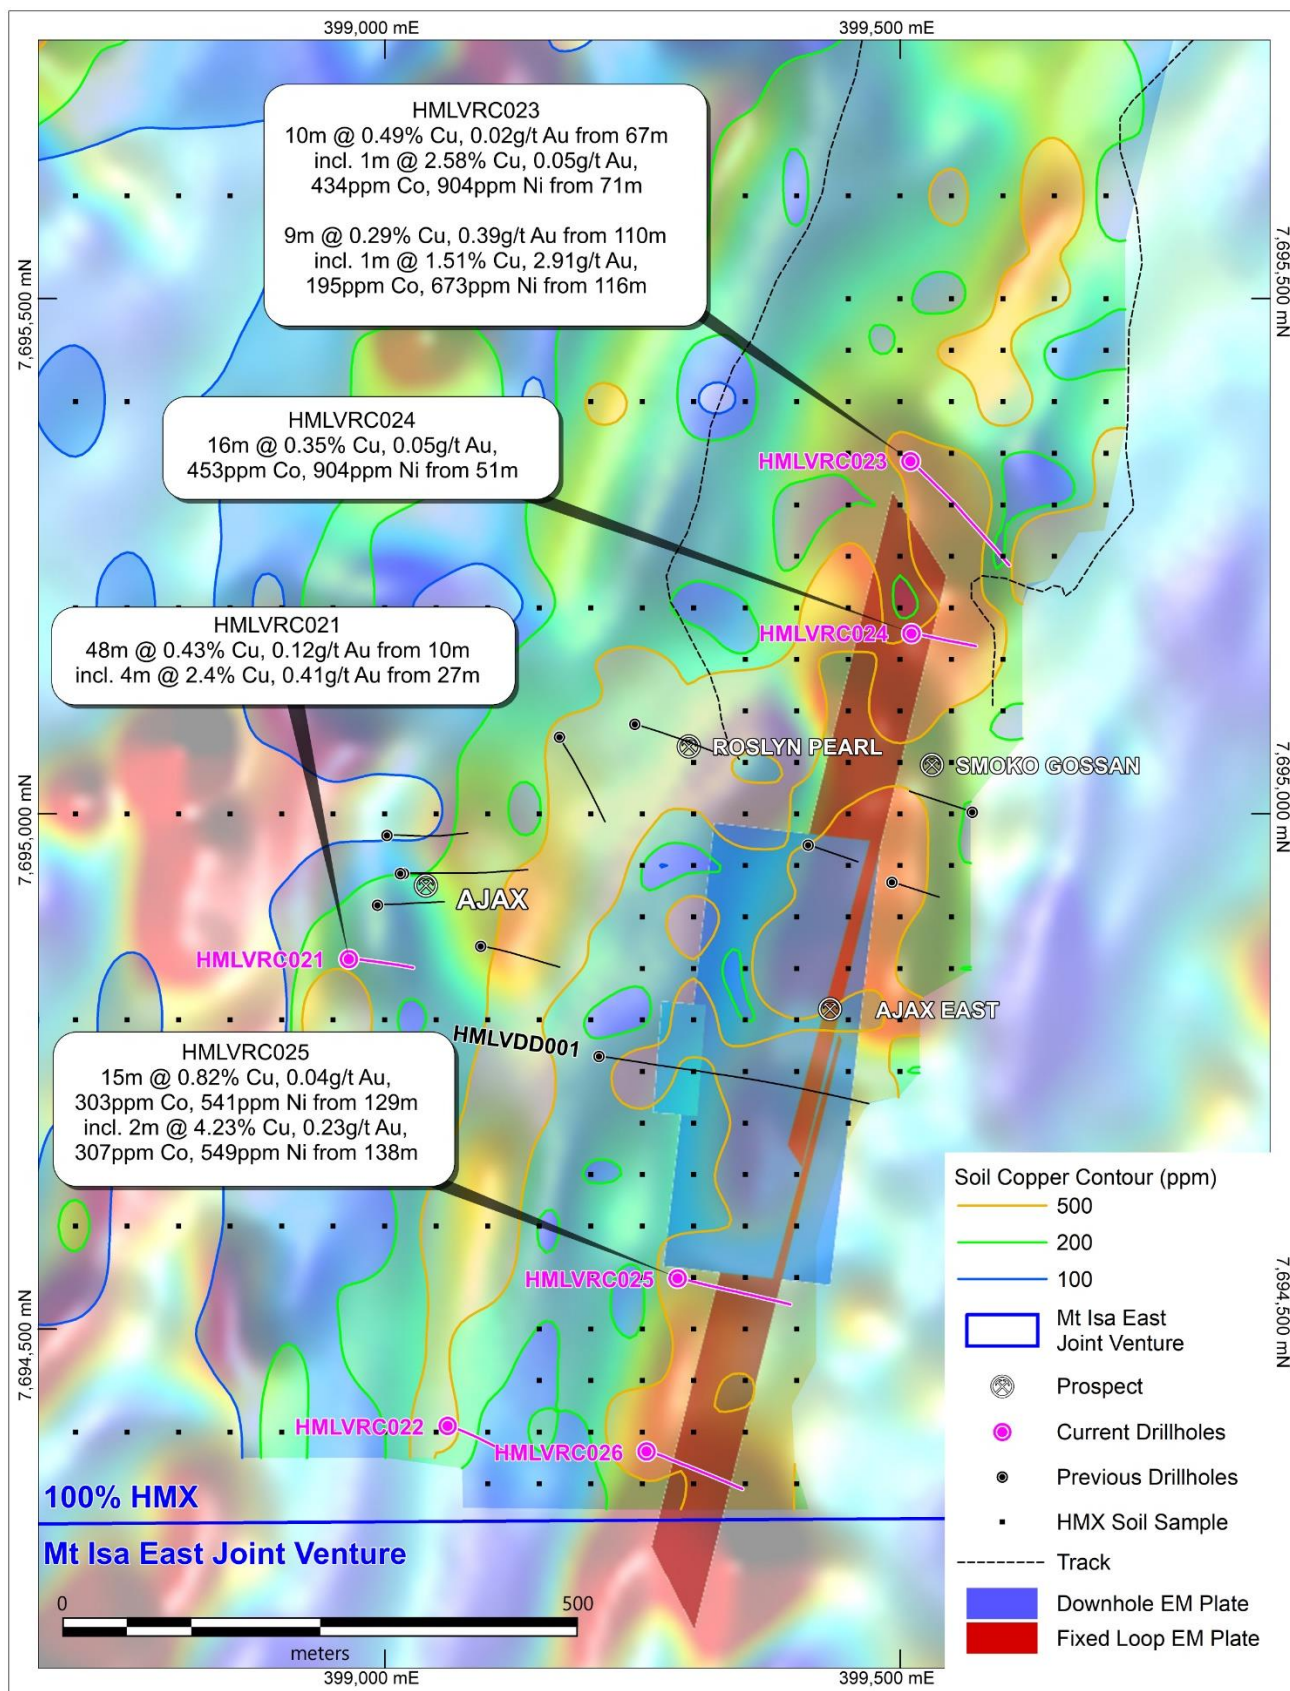 399,000 mE
399,500 mE
HMLVRC023
10m @ 0.49% Cu, 0.02g/t Au from 67m
incl. 1m @ 2.58% Cu, 0.05g/t Au,
434ppm Co, 904ppm Ni from 71m
9m @ 0.29% Cu, 0.39g/t Au from 110m
incl. 1m @ 1.51% Cu, 2.91g/t Au,
195ppm Co, 673ppm Ni from 116m
7,695,500 mN
7,695,500 mN
HMLVRC024
16m @ 0.35% Cu, 0.05g/t Au,
453ppm Co, 904ppm Ni from 51m
HMLVRC023
HMLVRC021
48m @ 0.43% Cu, 0.12g/t Au from 10m
incl. 4m @ 2.4% Cu, 0.41g/t Au from 27m
HMLVRC024
ROSLYN PEARL
SMOKO GOSSAN
7,695,000 mN
7,695,000 mN
AJAX
HMLVRC021
AJAX EAST
HMLVDD001
HMLVRC025
15m @ 0.82% Cu, 0.04g/t Au,
303ppm Co, 541ppm Ni from 129m
incl. 2m @ 4.23% Cu, 0.23g/t Au,
307ppm Co, 549ppm Ni from 138m
HMLVRC025
7,694,500 mN
7,694,500 mN
HMLVRC022
HMLVRC026
100% HMX
Mt Isa East Joint Venture
0
500
meters
Soil Copper Contour (ppm)
500
200
100
Mt Isa East
Joint Venture
Prospect
Current Drillholes
Previous Drillholes
HMX Soil Sample
Track
Downhole EM Plate
Fixed Loop EM Plate
399,000 mE
399,500 mE